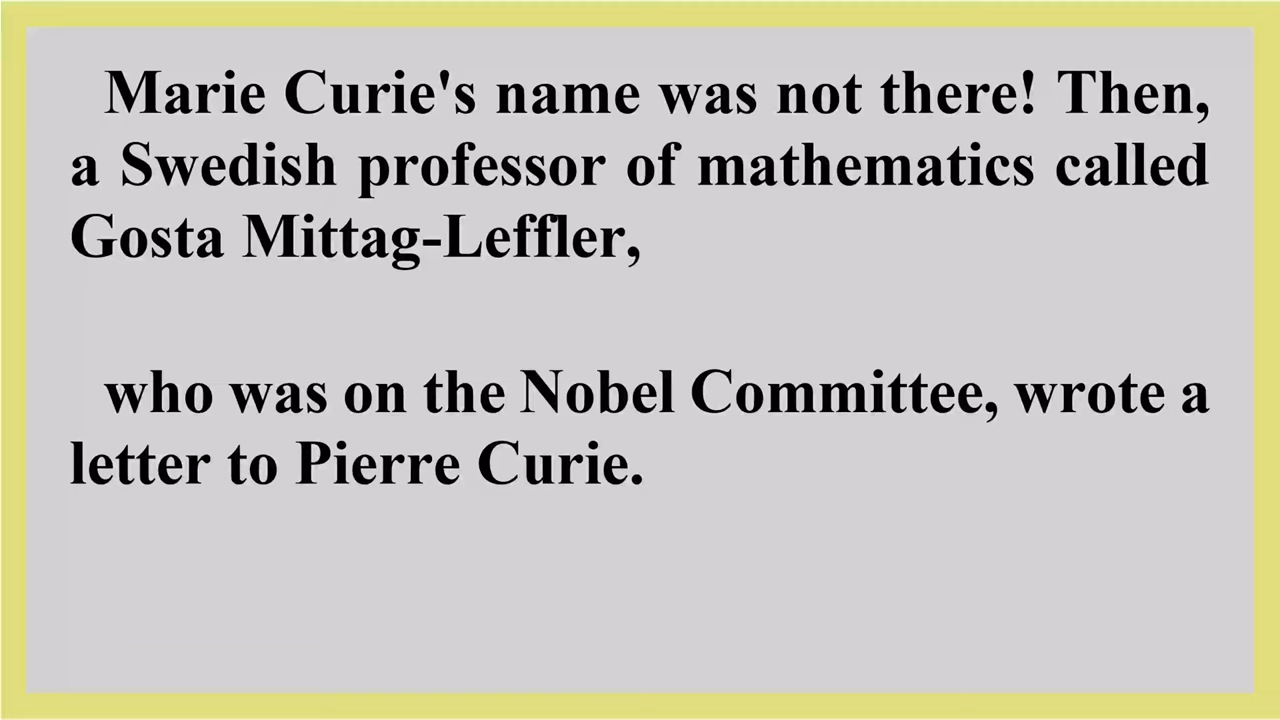 Marie Curie's name was not there! Then,
a Swedish professor of mathematics called
Gosta Mittag-Leffler,
who was on the Nobel Committee, wrote a
letter to Pierre Curie.